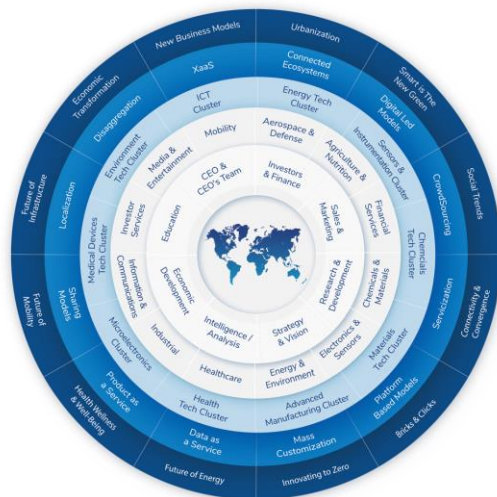 New Business Models
Urbanization
Smart is The
New Green
Social Trends
Connectivity &
Convergence
Bricks & Clicks
Innovating to Zero
Future of Energy
Health Wellness
& Well-Being
Future of
Mobility
Future of
Infrastructure
Economic
Transformation
XaaS
Connected
Ecosystems
Digital Led
Models
CrowdSourcing
Servicization
Platform
Based Models
Mass
Customization
Data as
a Service
Product as
a Service
Sharing
Models
Localization
Disaggregation
ICT
Cluster
Energy Tech
Cluster
Sensors &
Instrumentation Cluster
Chemcials
Tech Cluster
Materials
Tech Cluster
Advanced
Manufacturing Cluster
Health
Tech Cluster
Microelectronics
Cluster
Medical Devices
Tech Cluster
Environment
Tech Cluster
Mobility
Aerospace &
Defense
Agriculture &
Nutrition
Financial
Services
Chemicals &
Materials
Electronics &
Sensors
Energy &
Environment
Healthcare
Industrial
Information &
Communications
Investor
Services
Media &
Entertainment
CEO &
CEO's Team
Investors
& Finance
Sales &
Marketing
Research &
Development
Strategy
& Vision
Intelligence /
Analysis
Economic
Development
Education